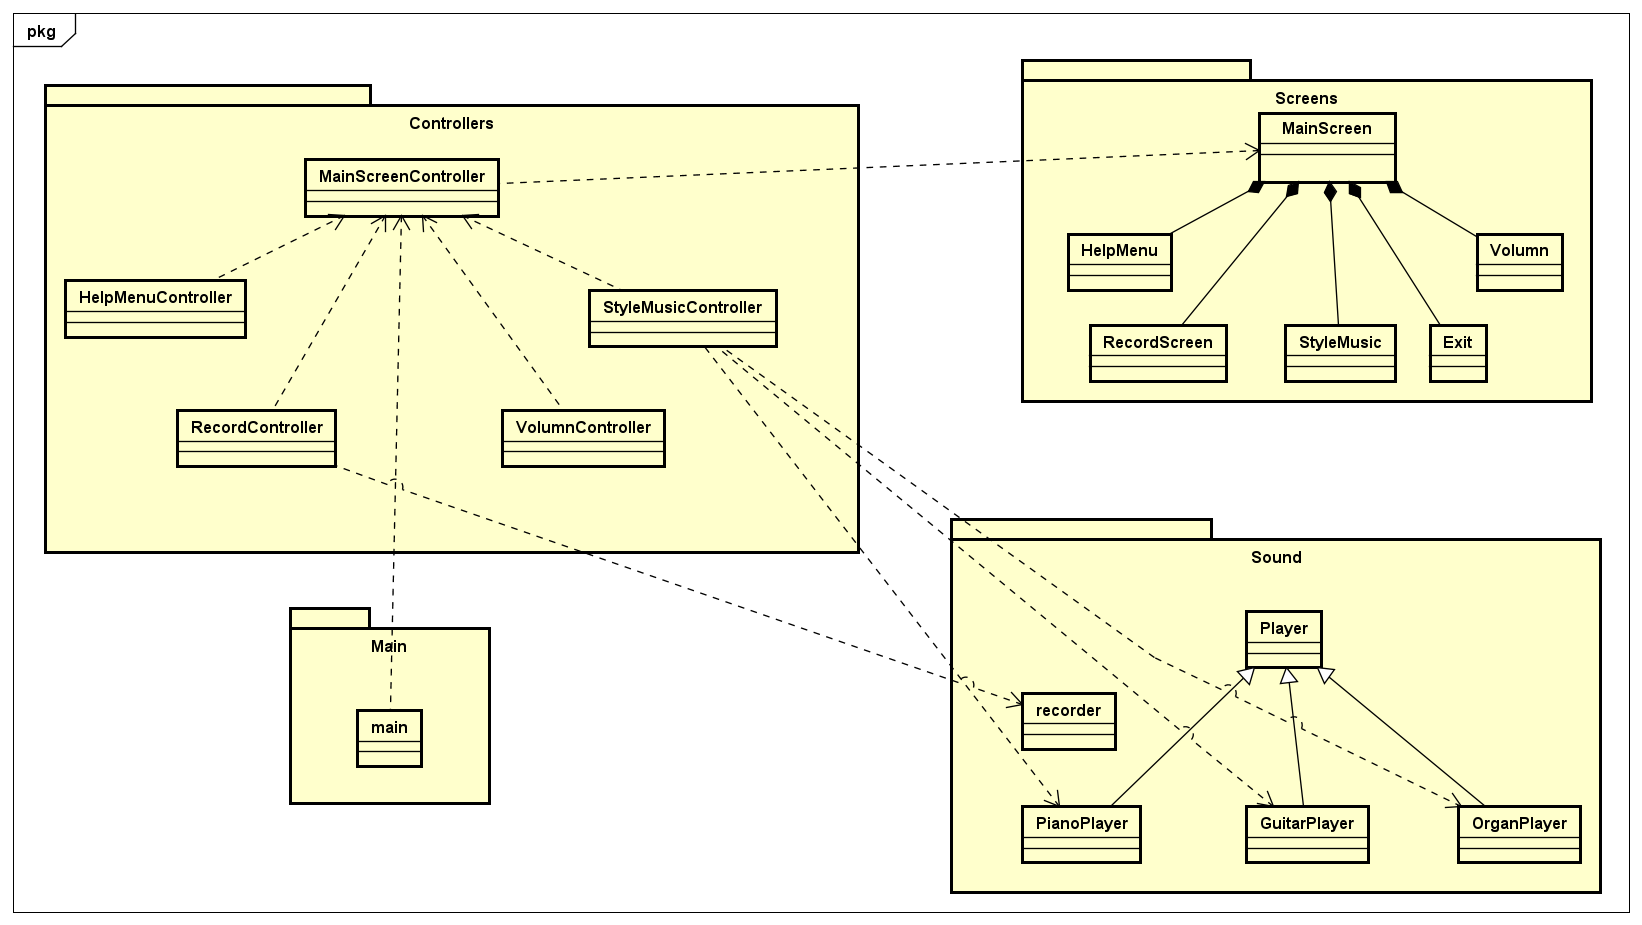 pkg
Controllers
MainScreenController
HelpMenuController
StyleMusicController
RecordController
VolumnController
Screens
MainScreen
HelpMenu
Volumn
RecordScreen
StyleMusic
Exit
Main
main
Sound
Player
recorder
PianoPlayer
GuitarPlayer
OrganPlayer